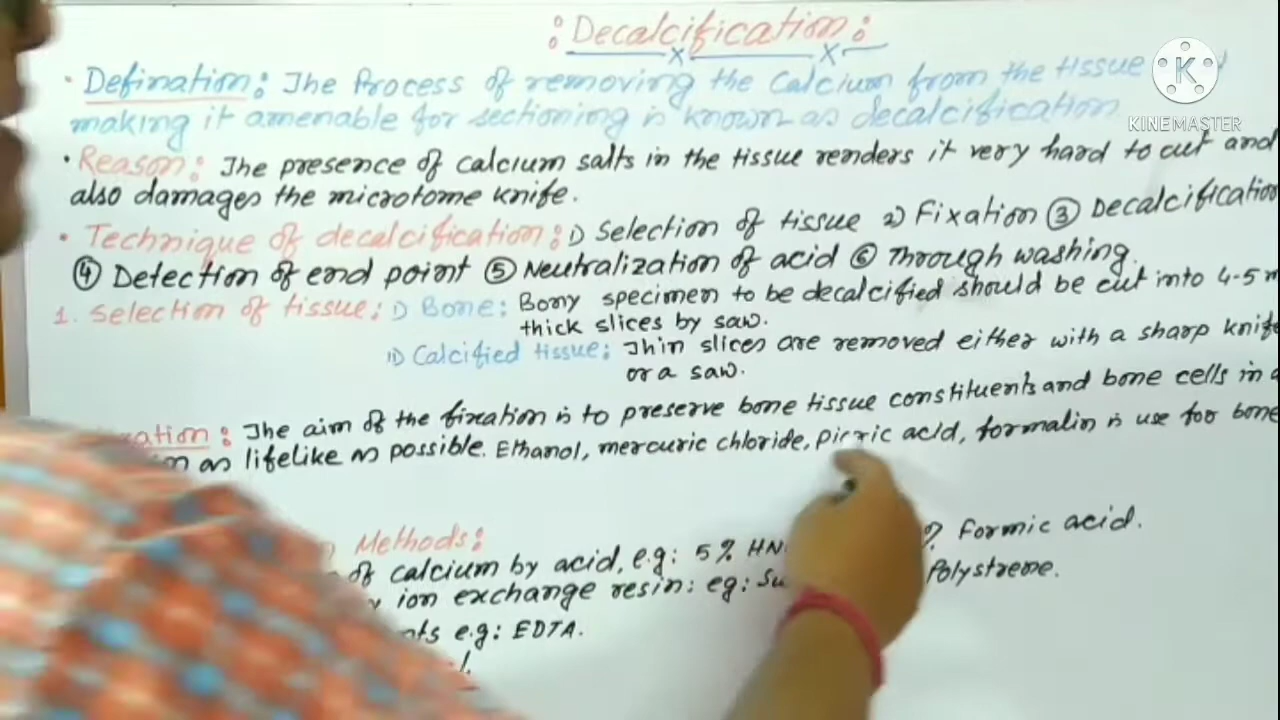 : Decalcification :
• Defination: The Process of removing the Calcium from the tissue
making it amenable for sectioning is known as decalcification
• Reason: The presence of calcium salts in the tissue renders it very hard to cut and
also damages the microtome knife.
• Technique of decalcification: 1) Selection of tissue 2) Fixation ③ Decalcification
④ Detection of end point ⑤ Neutralization of acid ⑥ Through washing.
1. Selection of tissue: i) Bone: Bony specimen to be decalcified should be cut into 4-5
thick slices by saw.
ii) Calcified tissue: Thin slices are removed either with a sharp knife
or a saw.
: The aim of the fixation is to preserve bone tissue constituents and bone cells in
as lifelike as possible. Ethanol, mercuric chloride, picric acid, formalin is use for bone
Methods:
of calcium by acid, e.g: 5% Formic acid.
ion exchange resin: eg: Polystreme.
e.g: EDTA.
K
KINEMASTER